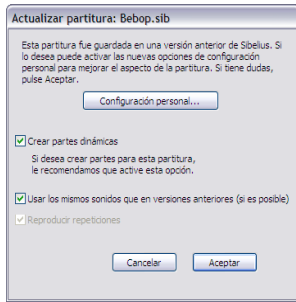 Actualizar partitura: Bebop.sib
Esta partitura fue guardada en una versión anterior de Sibelius. Si
lo desea puede activar las nuevas opciones de configuración
personal para mejorar el aspecto de la partitura. Si tiene dudas,
pulse Aceptar.
Configuración personal...
Crear partes dinámicas
Si desea crear partes para esta partitura,
le recomendamos que active esta opción.
Usar los mismos sonidos que en versiones anteriores (si es posible)
Reproducir repeticiones
Cancelar
Aceptar